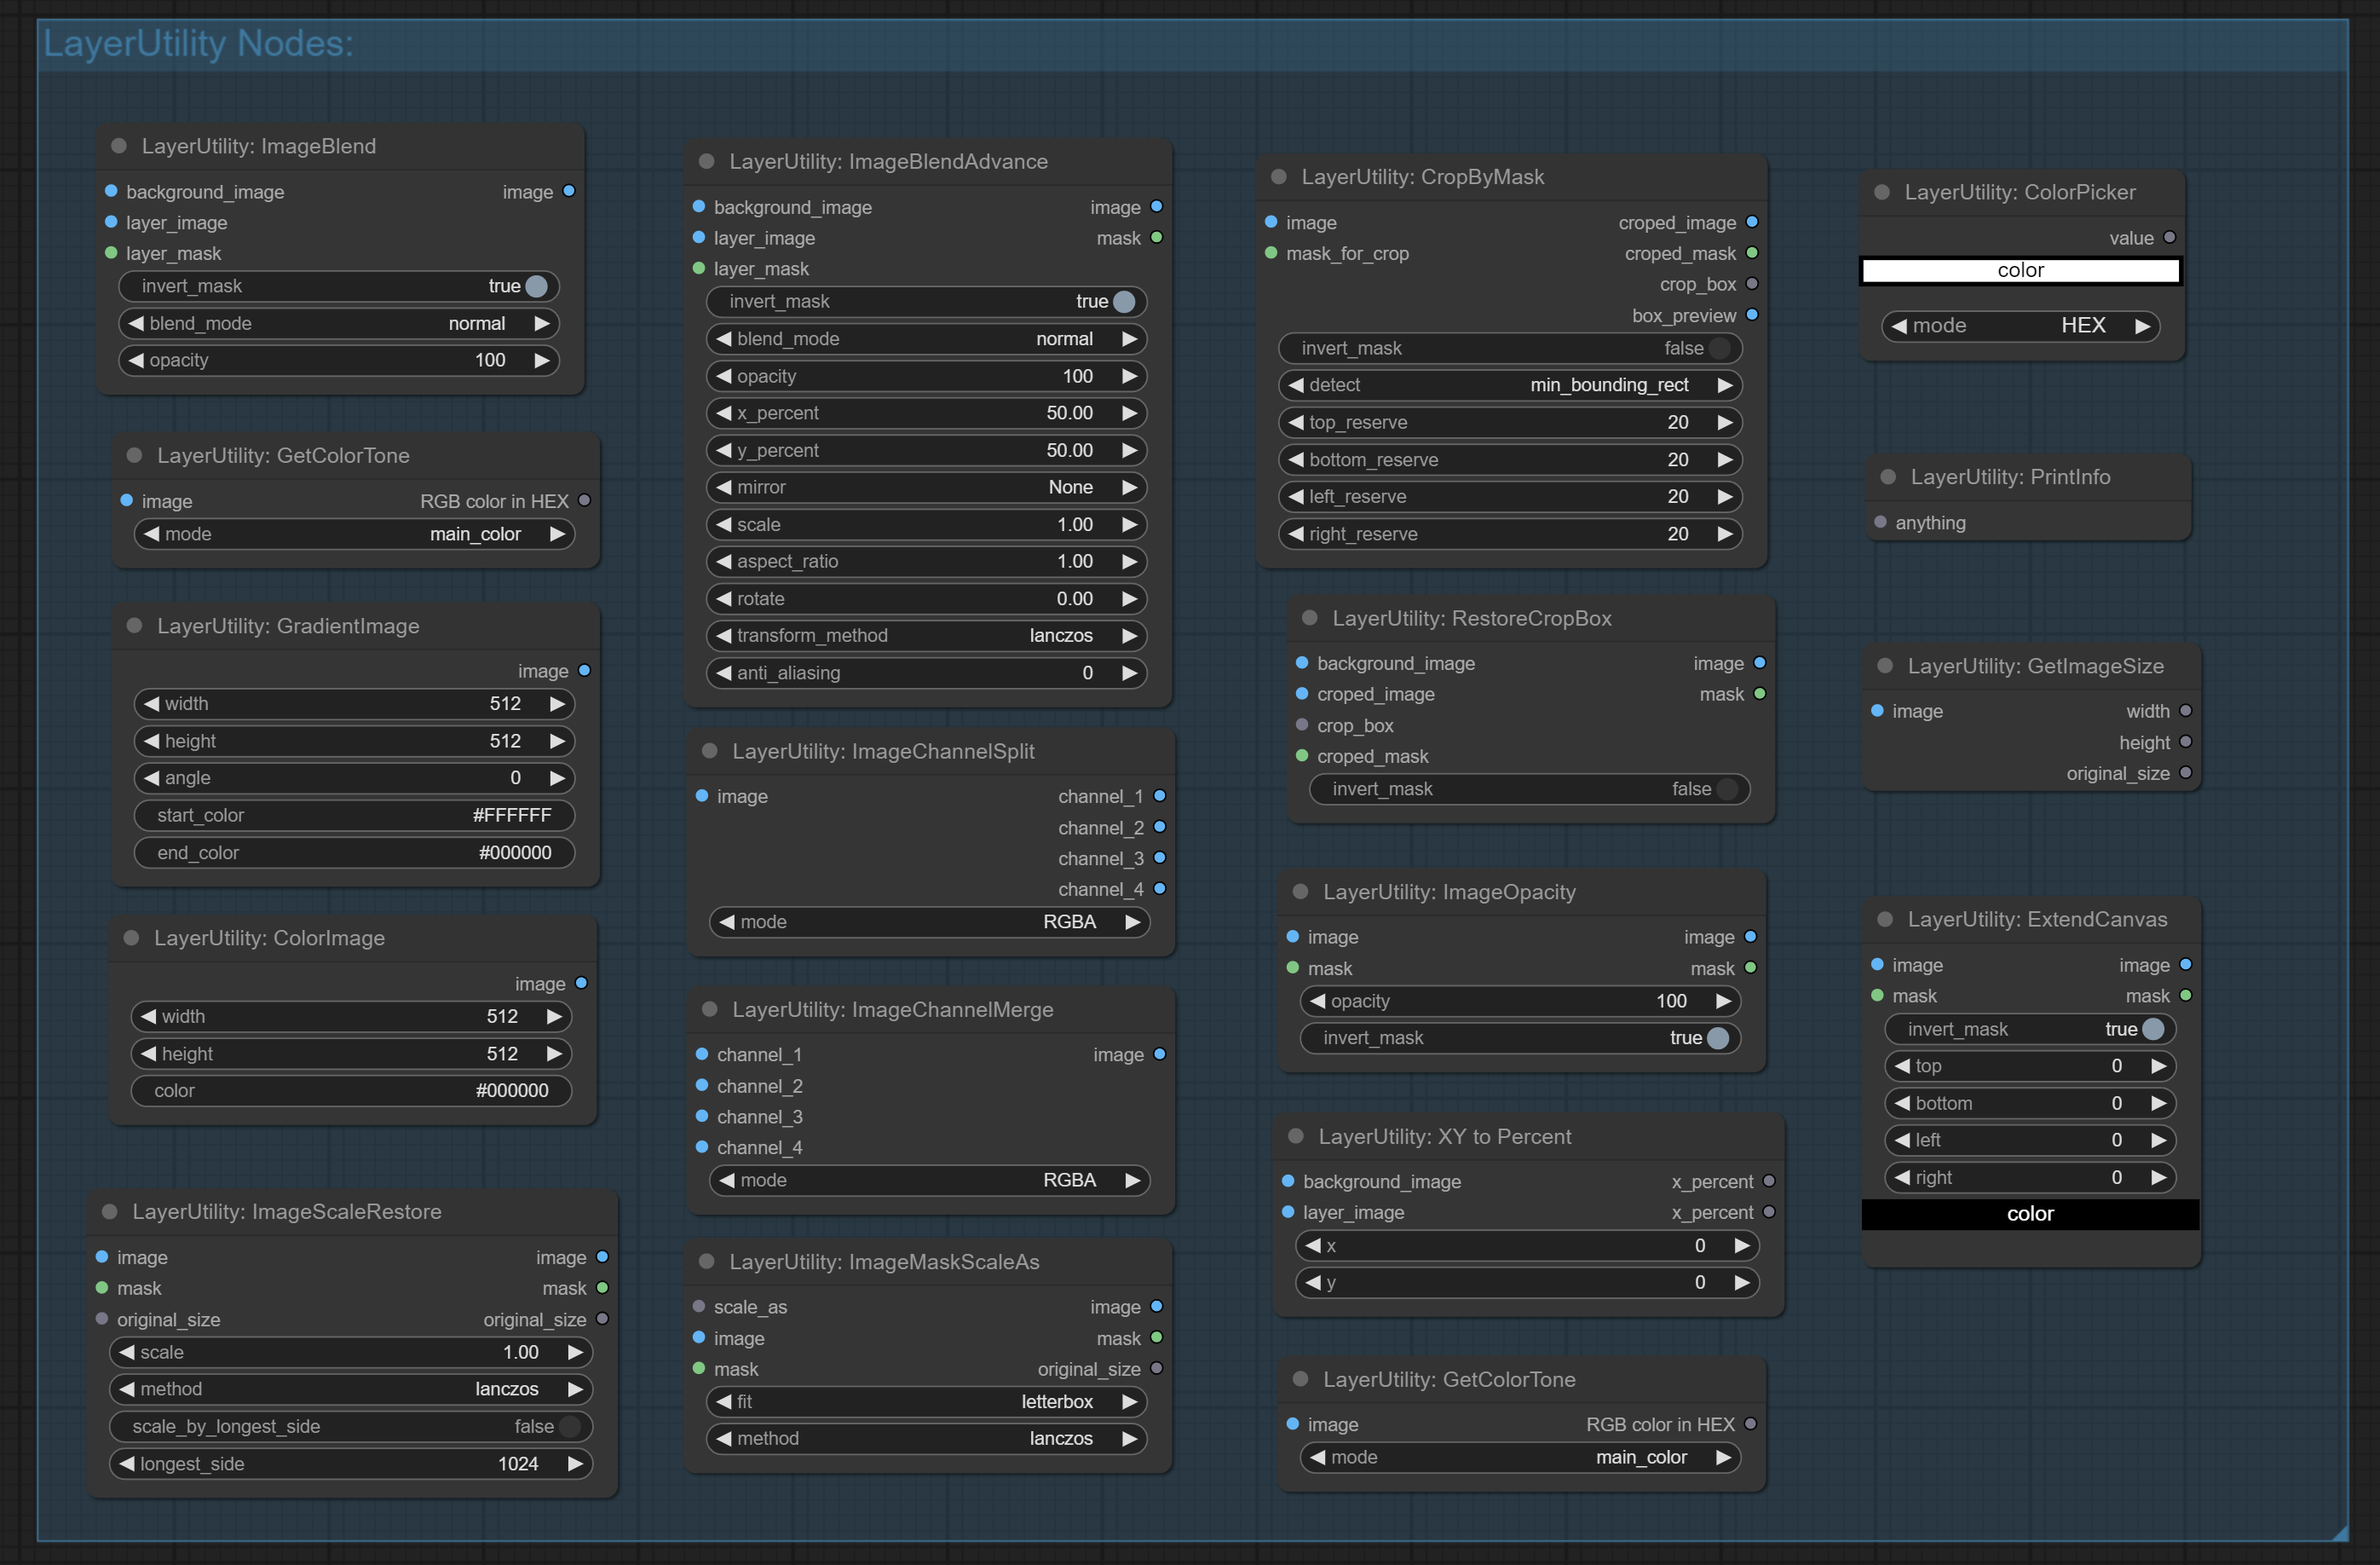 LayerUtility Nodes:
LayerUtility: ImageBlend
background_image image
layer_image
layer_mask
invert_mask true
blend_mode normal
opacity 100
LayerUtility: GetColorTone
image RGB color in HEX
mode main_color
LayerUtility: GradientImage
image
width 512
height 512
angle 0
start_color #FFFFFF
end_color #000000
LayerUtility: ColorImage
image
width 512
height 512
color #000000
LayerUtility: ImageScaleRestore
image image
mask mask
original_size original_size
scale 1.00
method lanczos
scale_by_longest_side false
longest_side 1024
LayerUtility: ImageBlendAdvance
background_image image
layer_image mask
layer_mask
invert_mask true
blend_mode normal
opacity 100
x_percent 50.00
y_percent 50.00
mirror None
scale 1.00
aspect_ratio 1.00
rotate 0.00
transform_method lanczos
anti_aliasing 0
LayerUtility: ImageChannelSplit
image channel_1
channel_2
channel_3
channel_4
mode RGBA
LayerUtility: ImageChannelMerge
channel_1 image
channel_2
channel_3
channel_4
mode RGBA
LayerUtility: ImageMaskScaleAs
scale_as image
image mask
mask original_size
fit letterbox
method lanczos
LayerUtility: CropByMask
image croped_image
mask_for_crop croped_mask
crop_box
box_preview
invert_mask false
detect min_bounding_rect
top_reserve 20
bottom_reserve 20
left_reserve 20
right_reserve 20
LayerUtility: RestoreCropBox
background_image image
croped_image mask
crop_box
croped_mask
invert_mask false
LayerUtility: ImageOpacity
image image
mask mask
opacity 100
invert_mask true
LayerUtility: XY to Percent
background_image x_percent
layer_image x_percent
x 0
y 0
LayerUtility: GetColorTone
image RGB color in HEX
mode main_color
LayerUtility: ColorPicker
value
color
mode HEX
LayerUtility: PrintInfo
anything
LayerUtility: GetImageSize
image width
height
original_size
LayerUtility: ExtendCanvas
image image
mask mask
invert_mask true
top 0
bottom 0
left 0
right 0
color